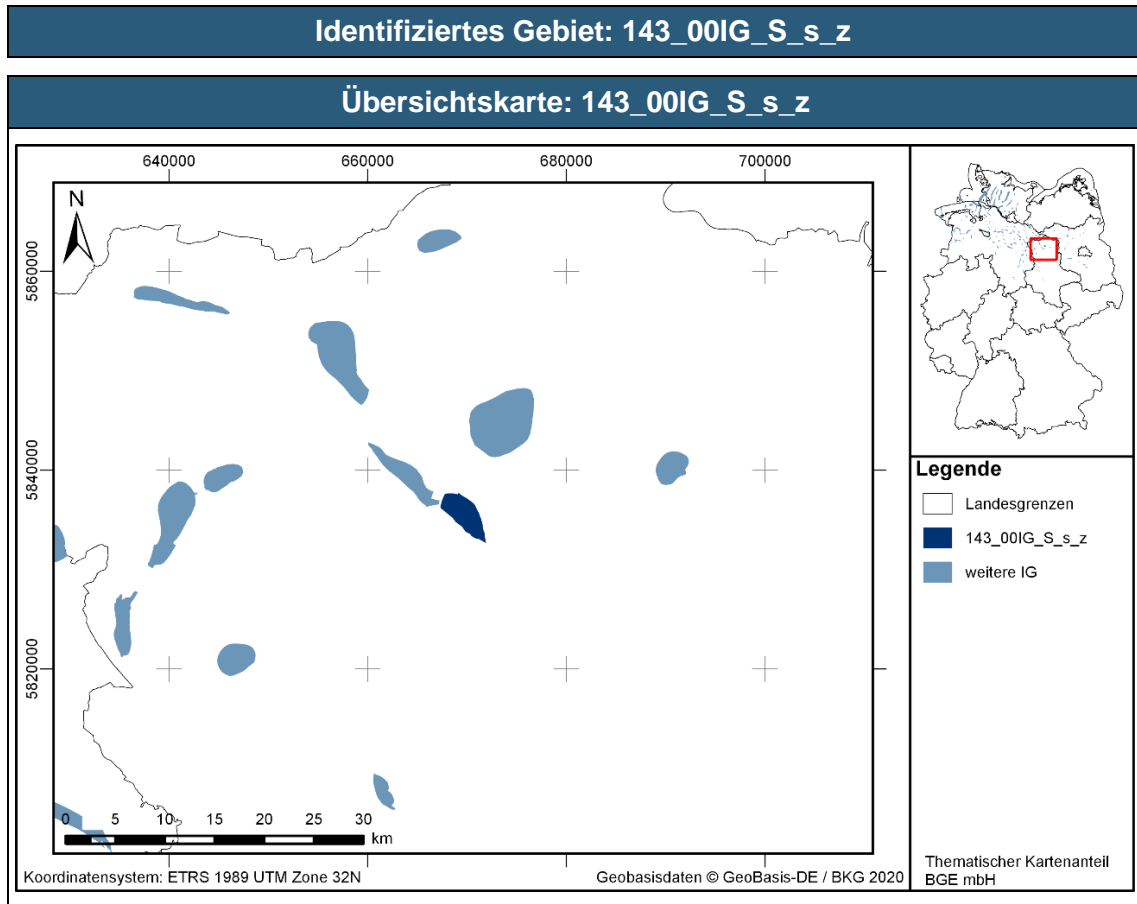 Identifiziertes Gebiet: 143_00IG_S_s_z
Übersichtskarte: 143_00IG_S_s_z
640000 660000 680000 700000
N
5860000
5840000
5820000
0 5 10 15 20 25 30
km
Koordinatensystem: ETRS 1989 UTM Zone 32N Geobasisdaten © GeoBasis-DE / BKG 2020
Legende
Landesgrenzen
143_00IG_S_s_z
weitere IG
Thematischer Kartenanteil
BGE mbH